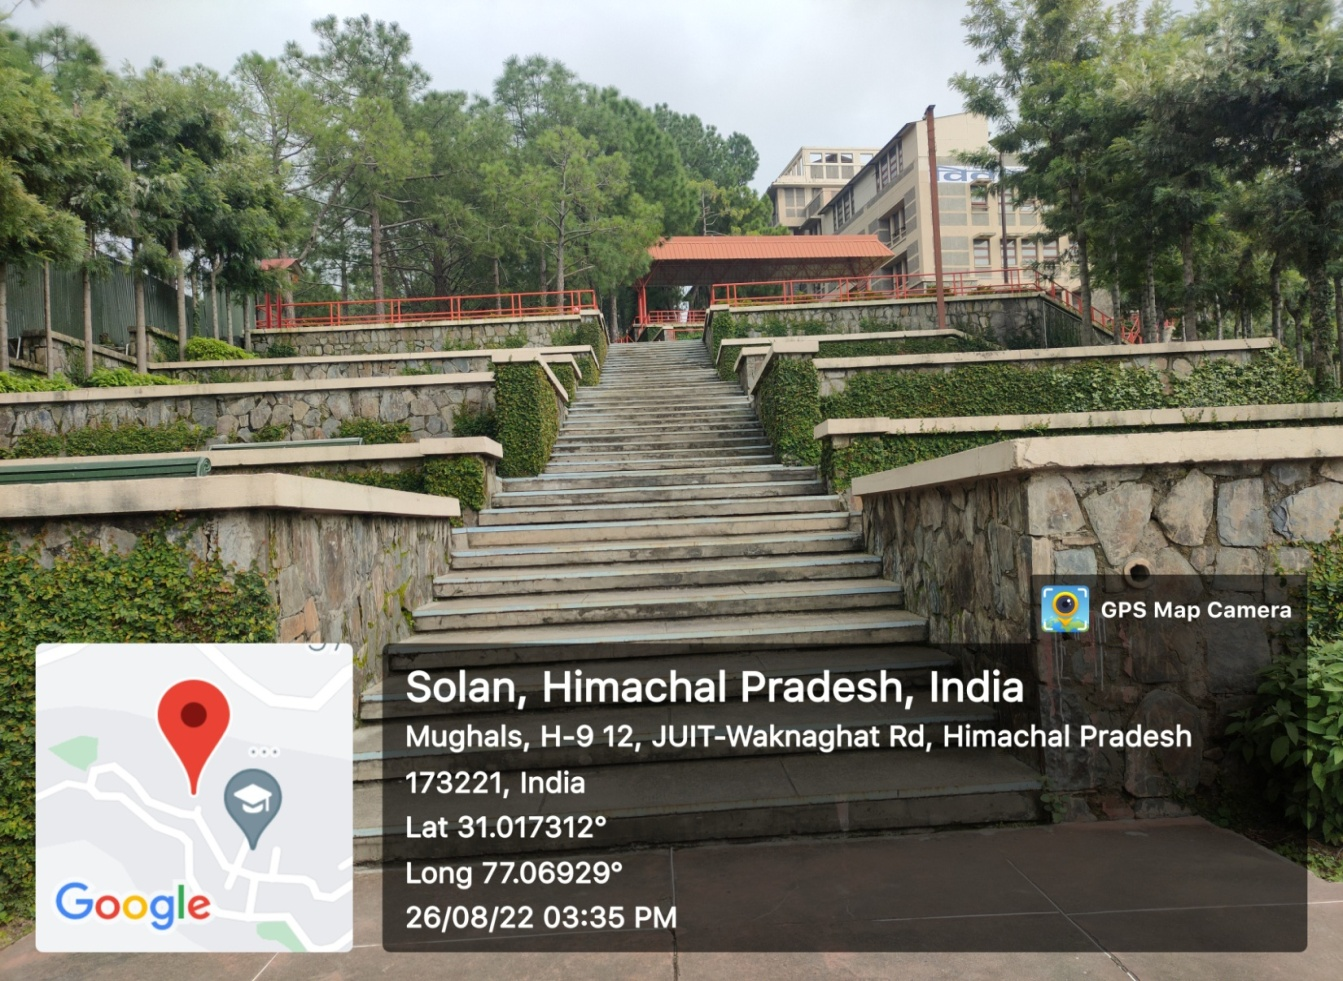 GPS Map Camera
Solan, Himachal Pradesh, India
Mughals, H-9 12, JUIT-Waknaghat Rd, Himachal Pradesh
173221, India
Lat 31.017312°
Long 77.06929°
26/08/22 03:35 PM
Google